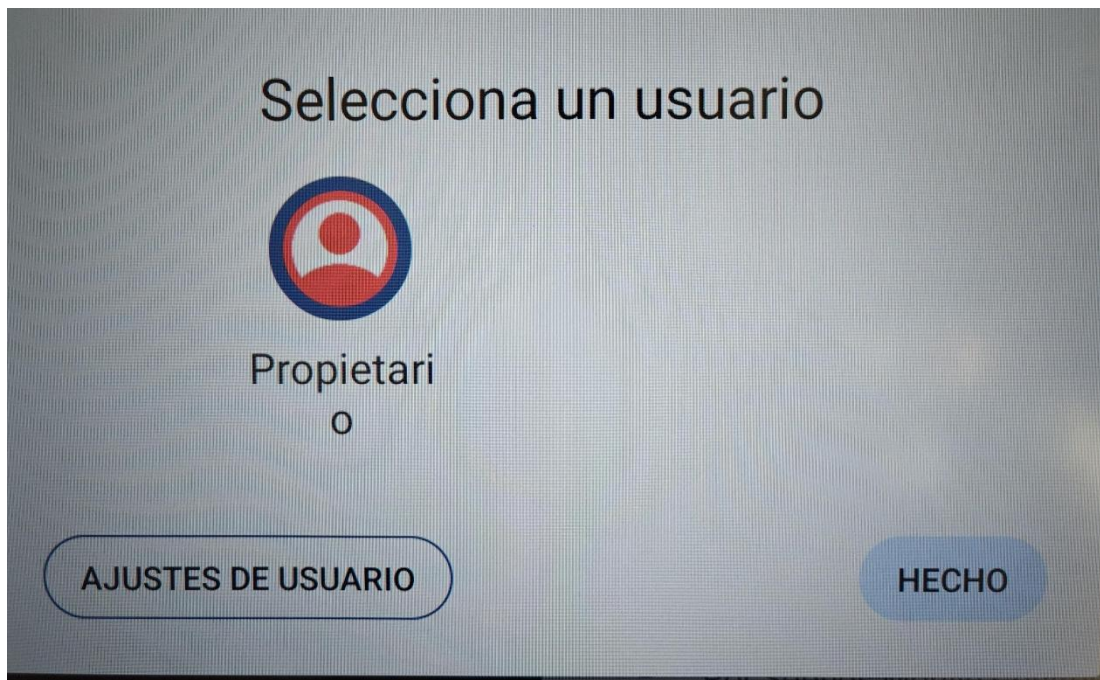 Selecciona un usuario
Propietari
o
AJUSTES DE USUARIO
HECHO